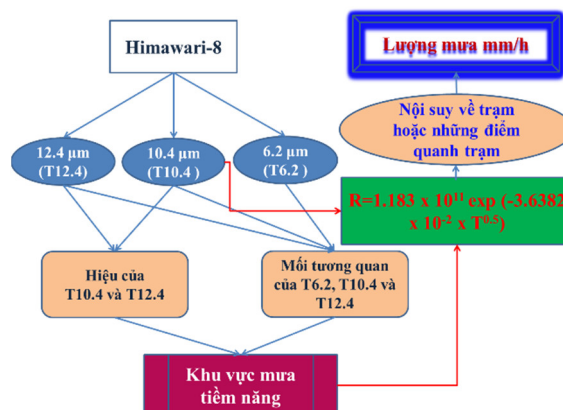 Himawari-8
Lượng mưa mm/h
Nội suy về trạm
hoặc những điểm
quanh trạm
12.4 µm
(T12.4)
10.4 µm
(T10.4 )
6.2 µm
(T6.2)
R=1.183 x 10¹¹ exp (-3.6382
x 10⁻² x T⁰·⁵)
Hiệu của
T10.4 và T12.4
Mối tương quan
của T6.2, T10.4 và
T12.4
Khu vực mưa
tiềm năng